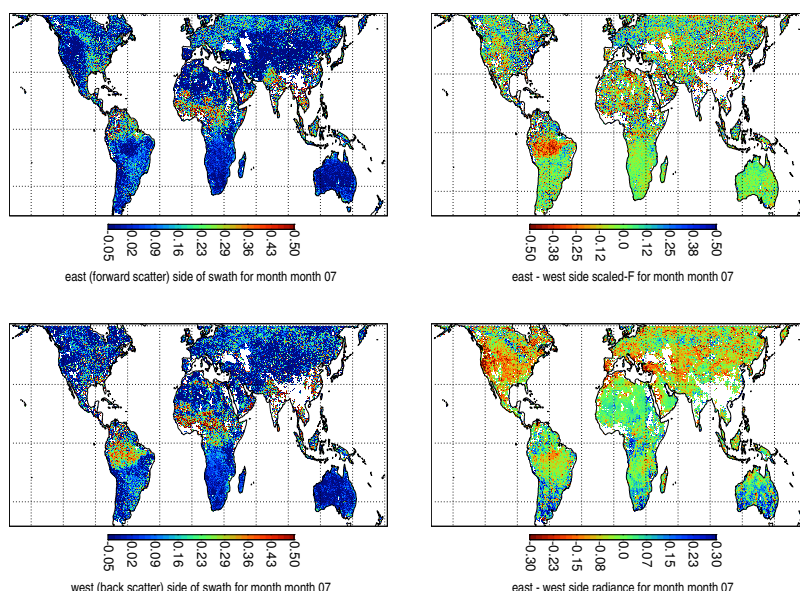 -0.05 0.02 0.09 0.16 0.23 0.29 0.36 0.43 0.50
east (forward scatter) side of swath for month month 07
-0.50 -0.38 -0.25 -0.12 0.0 0.12 0.25 0.38 0.50
east - west side scaled-F for month month 07
-0.05 0.02 0.09 0.16 0.23 0.29 0.36 0.43 0.50
west (back scatter) side of swath for month month 07
-0.30 -0.23 -0.15 -0.08 0.0 0.07 0.15 0.23 0.30
east - west side radiance for month month 07